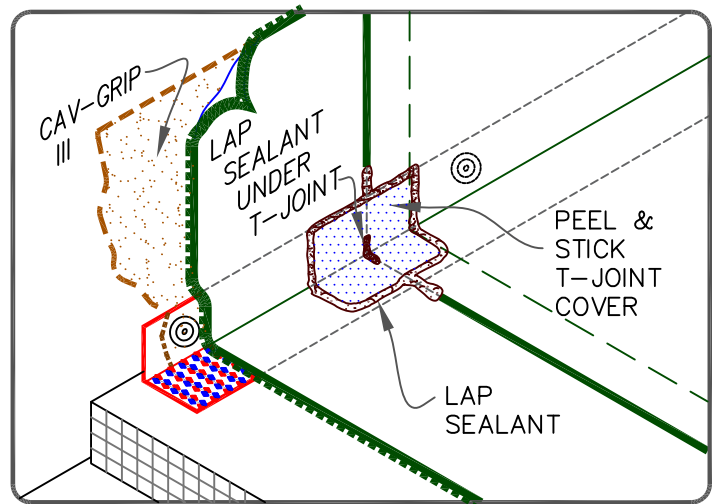 CAV-GRIP
III
LAP
SEALANT
UNDER
T-JOINT
PEEL &
STICK
T-JOINT
COVER
LAP
SEALANT